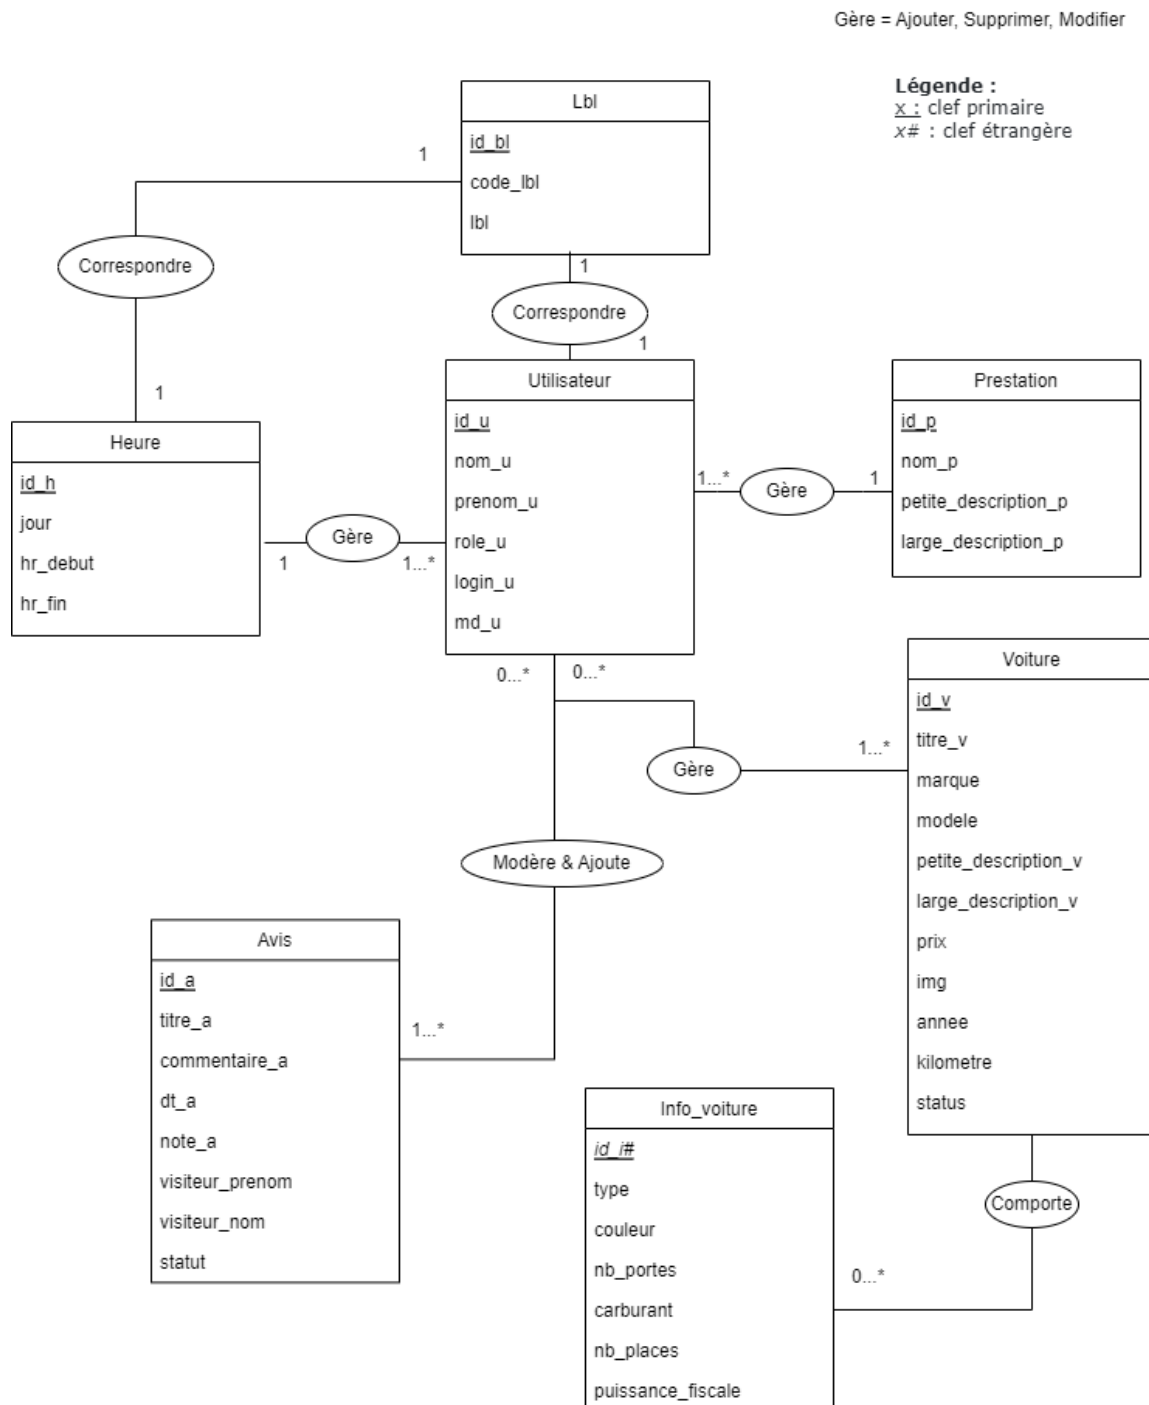 Gère = Ajouter, Supprimer, Modifier
Légende :
x : clef primaire
x# : clef étrangère
Lbl
id_bl
code_lbl
lbl
1
Correspondre
1
1
Correspondre
1
Heure
id_h
jour
hr_debut
hr_fin
1
Gère
1...*
Utilisateur
id_u
nom_u
prenom_u
role_u
login_u
md_u
1...*
Gère
1
Prestation
id_p
nom_p
petite_description_p
large_description_p
0...*
0...*
Gère
1...*
Voiture
id_v
titre_v
marque
modele
petite_description_v
large_description_v
prix
img
annee
kilometre
status
Modère & Ajoute
1...*
Avis
id_a
titre_a
commentaire_a
dt_a
note_a
visiteur_prenom
visiteur_nom
statut
Comporte
0...*
Info_voiture
id_i#
type
couleur
nb_portes
carburant
nb_places
puissance_fiscale